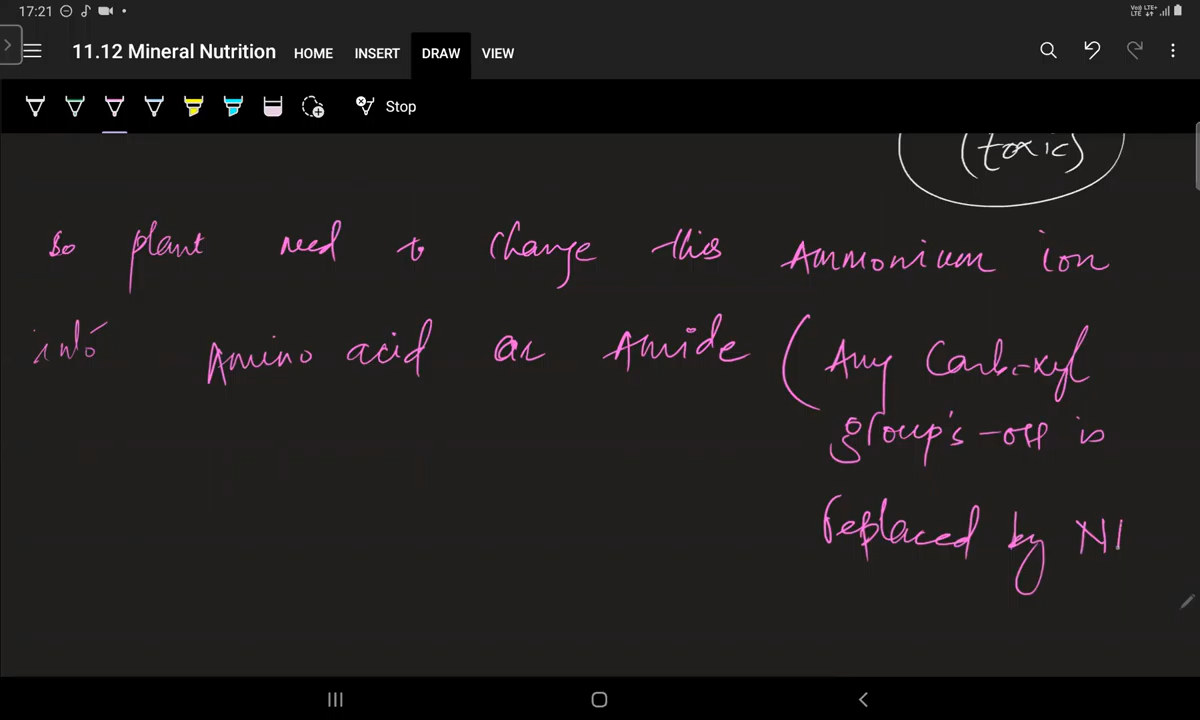 17:21
11.12 Mineral Nutrition HOME INSERT DRAW VIEW
Stop
(toxic)
so plant need to change this Ammonium ion
into Amino acid or Amide (Any Carboxyl
group's -OH is
replaced by NH